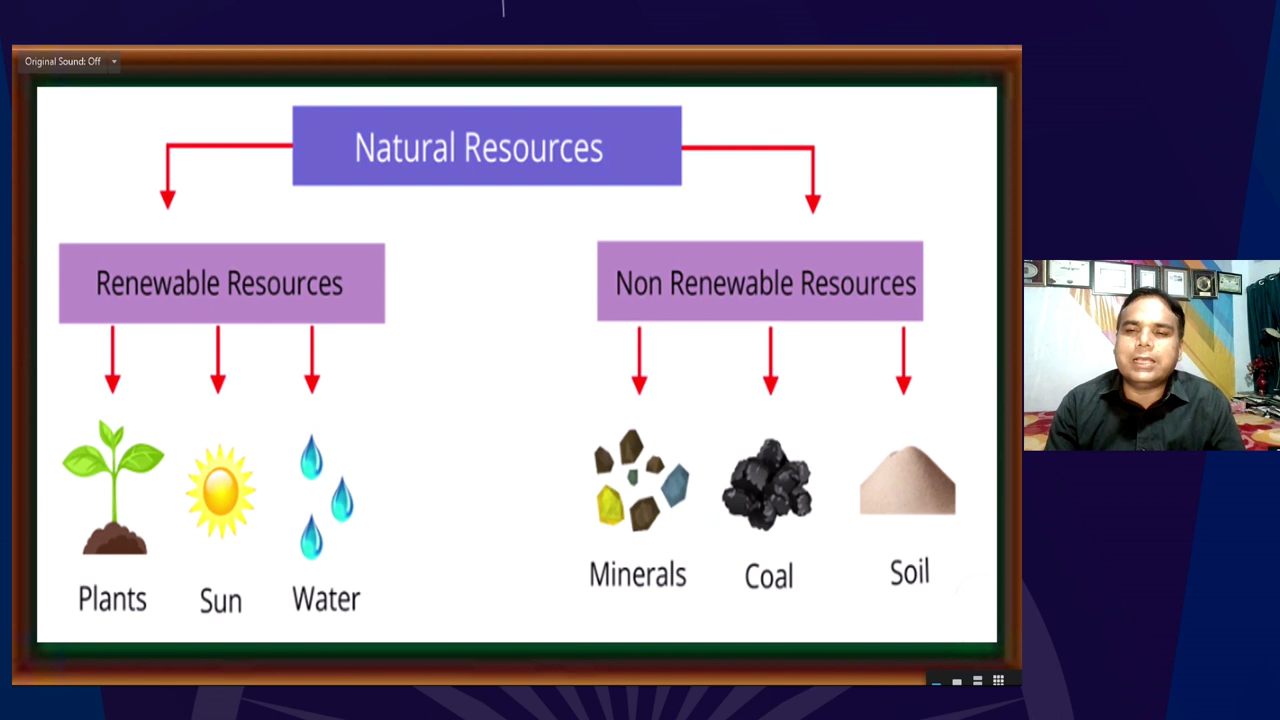 Original Sound: Off
Natural Resources
Renewable Resources
Non Renewable Resources
Plants
Sun
Water
Minerals
Coal
Soil